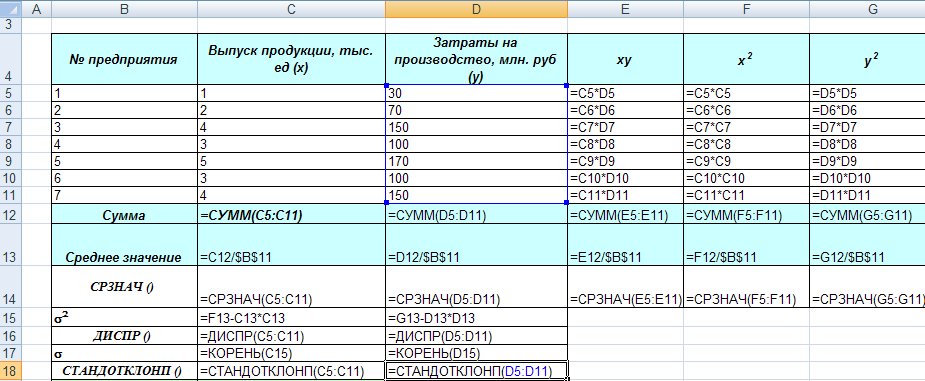 A B C D E F G
3
4 № предприятия Выпуск продукции, тыс. ед (x) Затраты на производство, млн. руб (y) xy x² y²
5 1 1 30 =C5*D5 =C5*C5 =D5*D5
6 2 2 70 =C6*D6 =C6*C6 =D6*D6
7 3 4 150 =C7*D7 =C7*C7 =D7*D7
8 4 3 100 =C8*D8 =C8*C8 =D8*D8
9 5 5 170 =C9*D9 =C9*C9 =D9*D9
10 6 3 100 =C10*D10 =C10*C10 =D10*D10
11 7 4 150 =C11*D11 =C11*C11 =D11*D11
12 Сумма =СУММ(C5:C11) =СУММ(D5:D11) =СУММ(E5:E11) =СУММ(F5:F11) =СУММ(G5:G11)
13 Среднее значение =C12/$B$11 =D12/$B$11 =E12/$B$11 =F12/$B$11 =G12/$B$11
14 СРЗНАЧ () =СРЗНАЧ(C5:C11) =СРЗНАЧ(D5:D11) =СРЗНАЧ(E5:E11) =СРЗНАЧ(F5:F11) =СРЗНАЧ(G5:G11)
15 σ² =F13-C13*C13 =G13-D13*D13
16 ДИСПР () =ДИСПР(C5:C11) =ДИСПР(D5:D11)
17 σ =КОРЕНЬ(C15) =КОРЕНЬ(D15)
18 СТАНДОТКЛОНП () =СТАНДОТКЛОНП(C5:C11) =СТАНДОТКЛОНП(D5:D11)